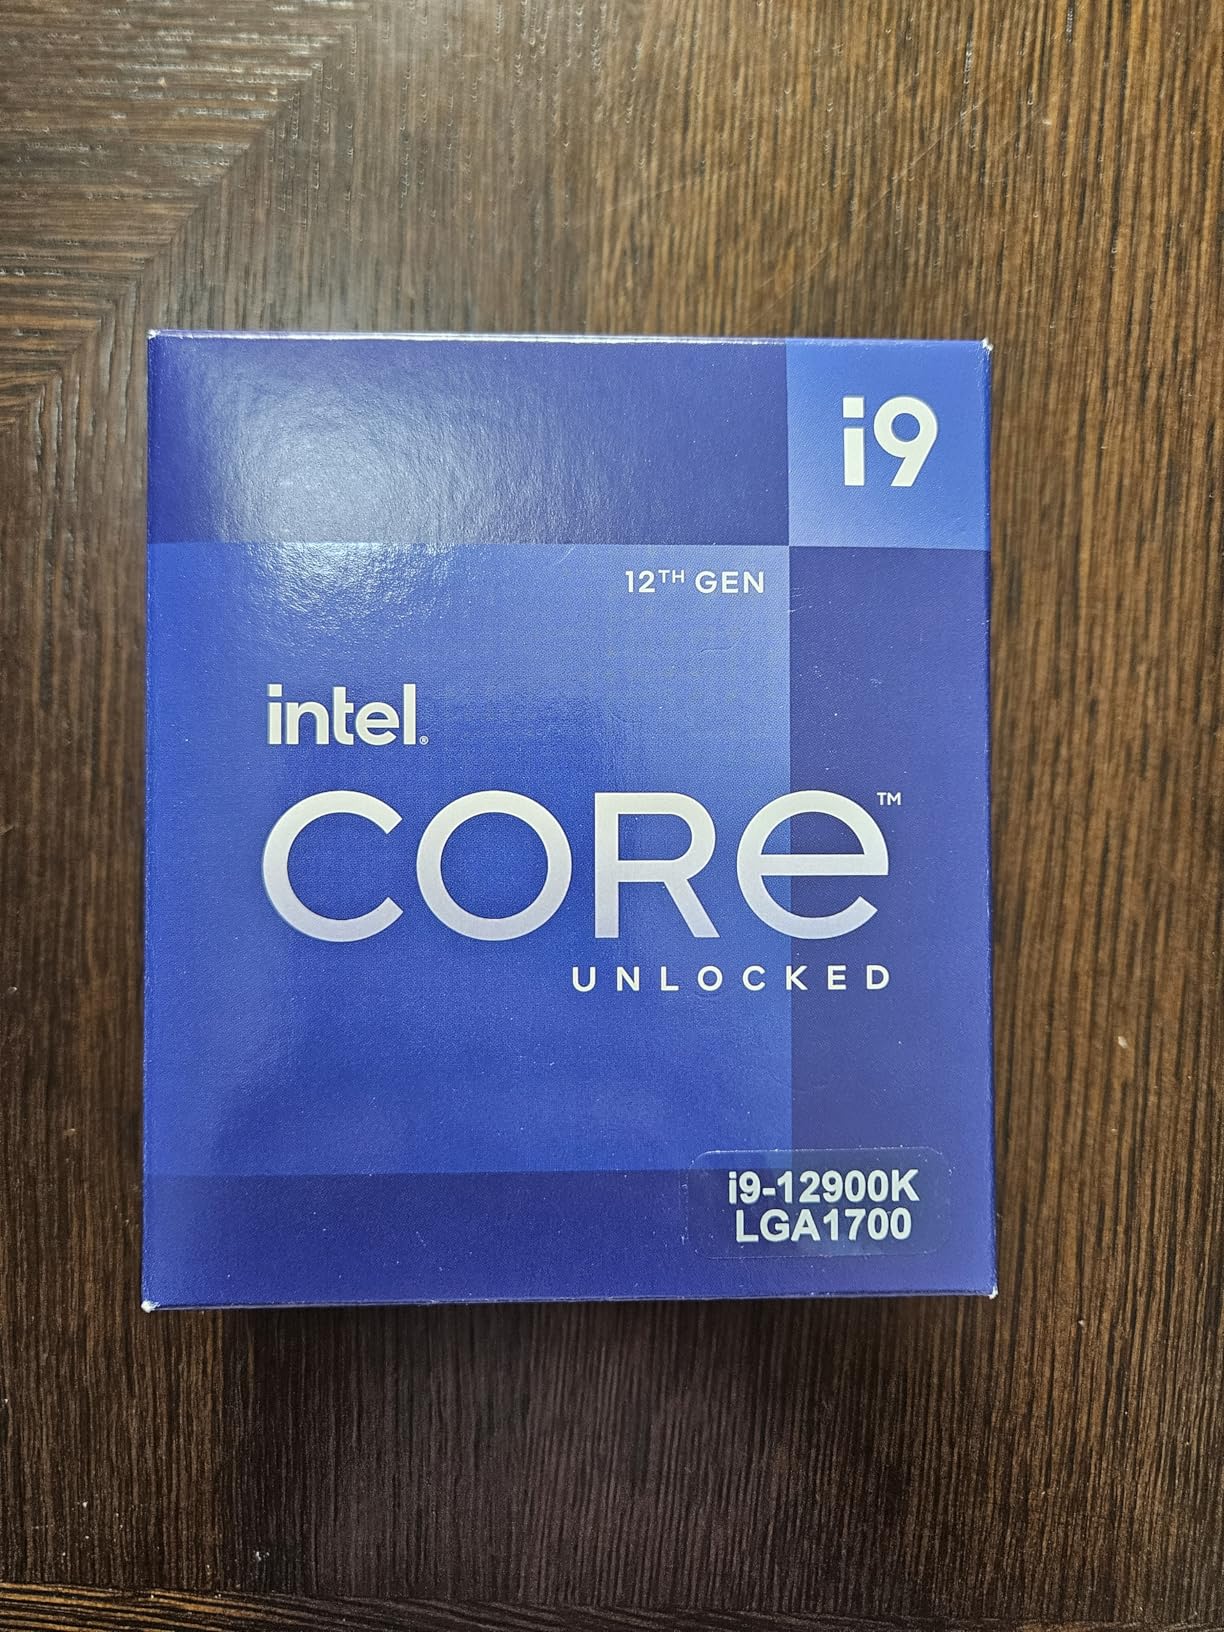 i9
12TH GEN
intel®
CORe™
UNLOCKED
i9-12900K
LGA1700